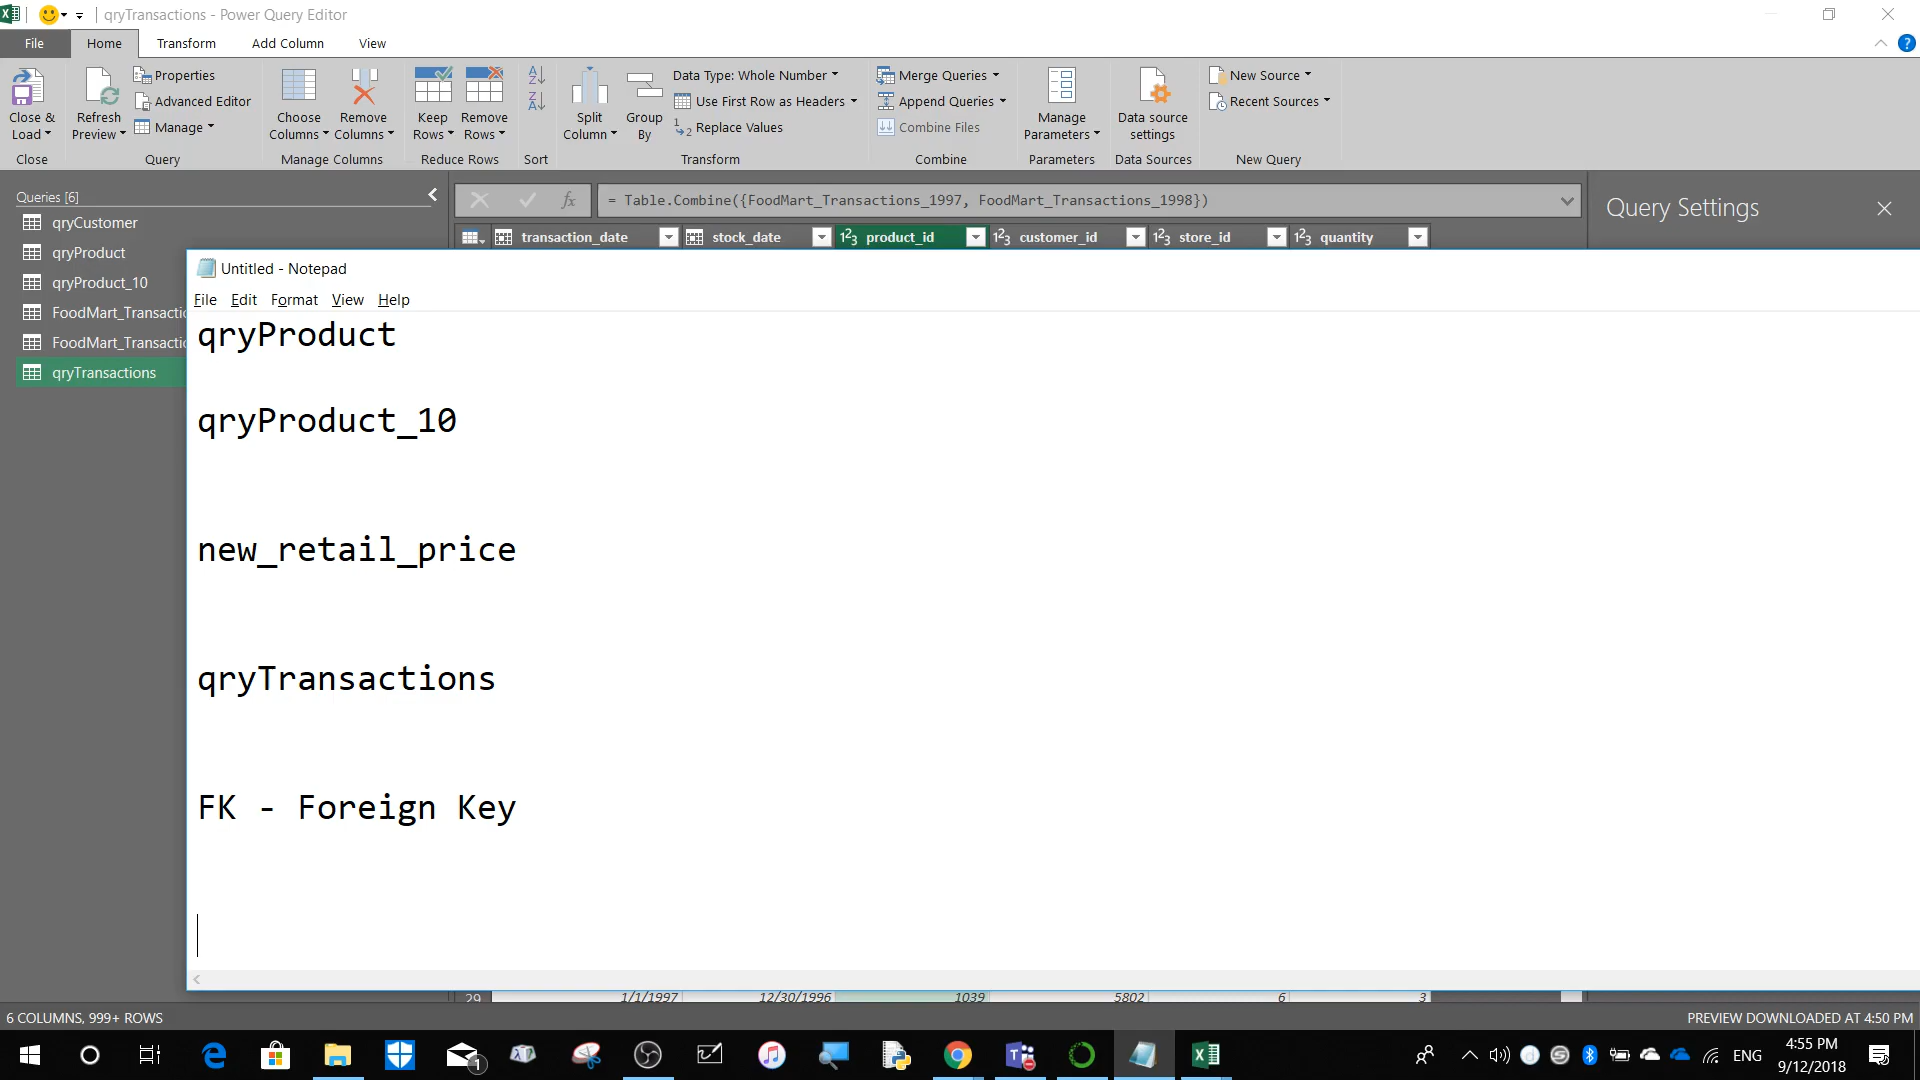 qryTransactions - Power Query Editor
File Home Transform Add Column View
Close & Load
Close
Refresh Preview
Properties
Advanced Editor
Manage
Query
Choose Columns
Remove Columns
Manage Columns
Keep Rows
Remove Rows
Reduce Rows
Sort
Split Column
Group By
Data Type: Whole Number
Use First Row as Headers
Replace Values
Transform
Merge Queries
Append Queries
Combine Files
Combine
Manage Parameters
Parameters
Data source settings
Data Sources
New Source
Recent Sources
New Query
Queries [6]
qryCustomer
qryProduct
qryProduct_10
FoodMart_Transactio
FoodMart_Transactio
qryTransactions
= Table.Combine({FoodMart_Transactions_1997, FoodMart_Transactions_1998})
Query Settings
transaction_date stock_date product_id customer_id store_id quantity
Untitled - Notepad
File Edit Format View Help
qryProduct
qryProduct_10
new_retail_price
qryTransactions
FK - Foreign Key
29 1/1/1997 12/30/1996 1039 5802 6 3
6 COLUMNS, 999+ ROWS
PREVIEW DOWNLOADED AT 4:50 PM
ENG
4:55 PM
9/12/2018